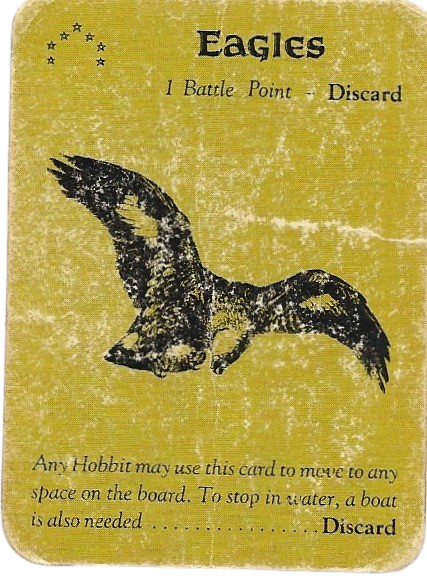 Eagles
1 Battle Point - Discard
Any Hobbit may use this card to move to any
space on the board. To stop in water, a boat
is also needed ................Discard